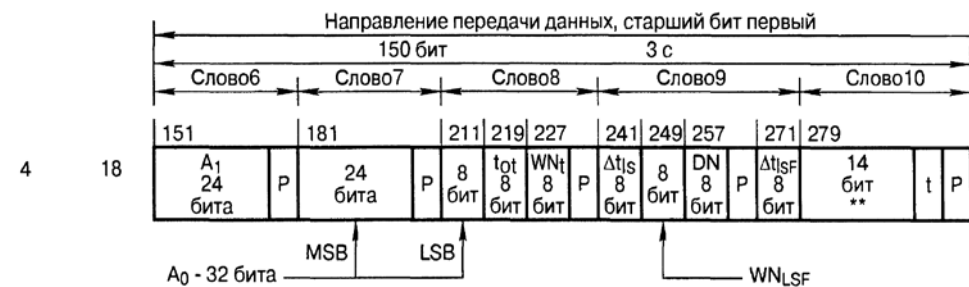 Направление передачи данных, старший бит первый
150 бит 3 с
Слово6 Слово7 Слово8 Слово9 Слово10
151 181 211 219 227 241 249 257 271 279
4 18 A1 24 бита P 24 бита P 8 бит tot 8 бит WNt 8 бит P ΔtlS 8 бит 8 бит DN 8 бит P ΔtlSF 8 бит 14 бит ** t P
MSB LSB
A0 - 32 бита WNLSF